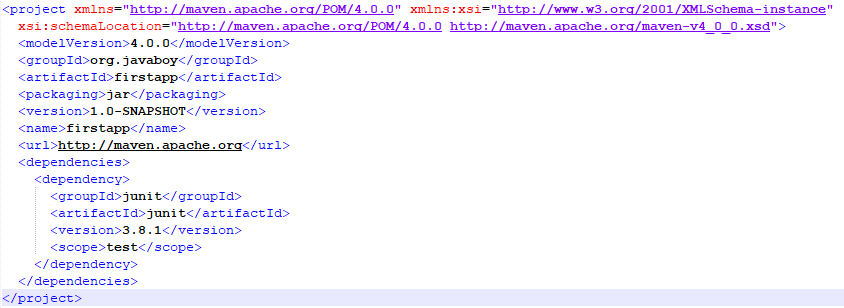 <project xmlns="http://maven.apache.org/POM/4.0.0" xmlns:xsi="http://www.w3.org/2001/XMLSchema-instance"
xsi:schemaLocation="http://maven.apache.org/POM/4.0.0 http://maven.apache.org/maven-v4_0_0.xsd">
<modelVersion>4.0.0</modelVersion>
<groupId>org.javaboy</groupId>
<artifactId>firstapp</artifactId>
<packaging>jar</packaging>
<version>1.0-SNAPSHOT</version>
<name>firstapp</name>
<url>http://maven.apache.org</url>
<dependencies>
<dependency>
<groupId>junit</groupId>
<artifactId>junit</artifactId>
<version>3.8.1</version>
<scope>test</scope>
</dependency>
</dependencies>
</project>